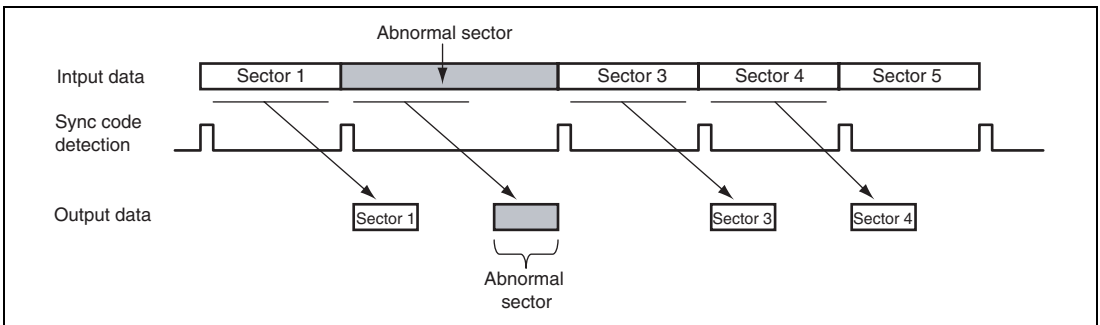 Abnormal sector
Intput data
Sector 1
Sector 3
Sector 4
Sector 5
Sync code
detection
Output data
Sector 1
Sector 3
Sector 4
Abnormal
sector